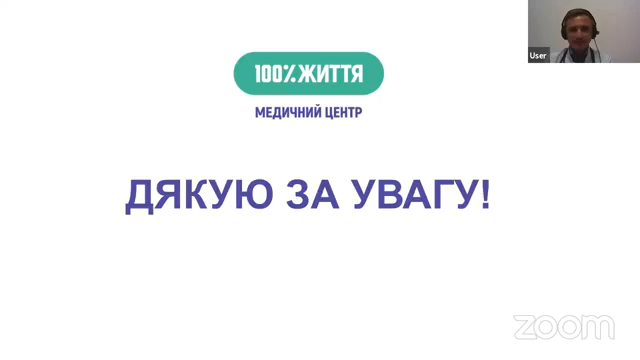 100% ЖИТТЯ
МЕДИЧНИЙ ЦЕНТР
ДЯКУЮ ЗА УВАГУ!
User
zoom